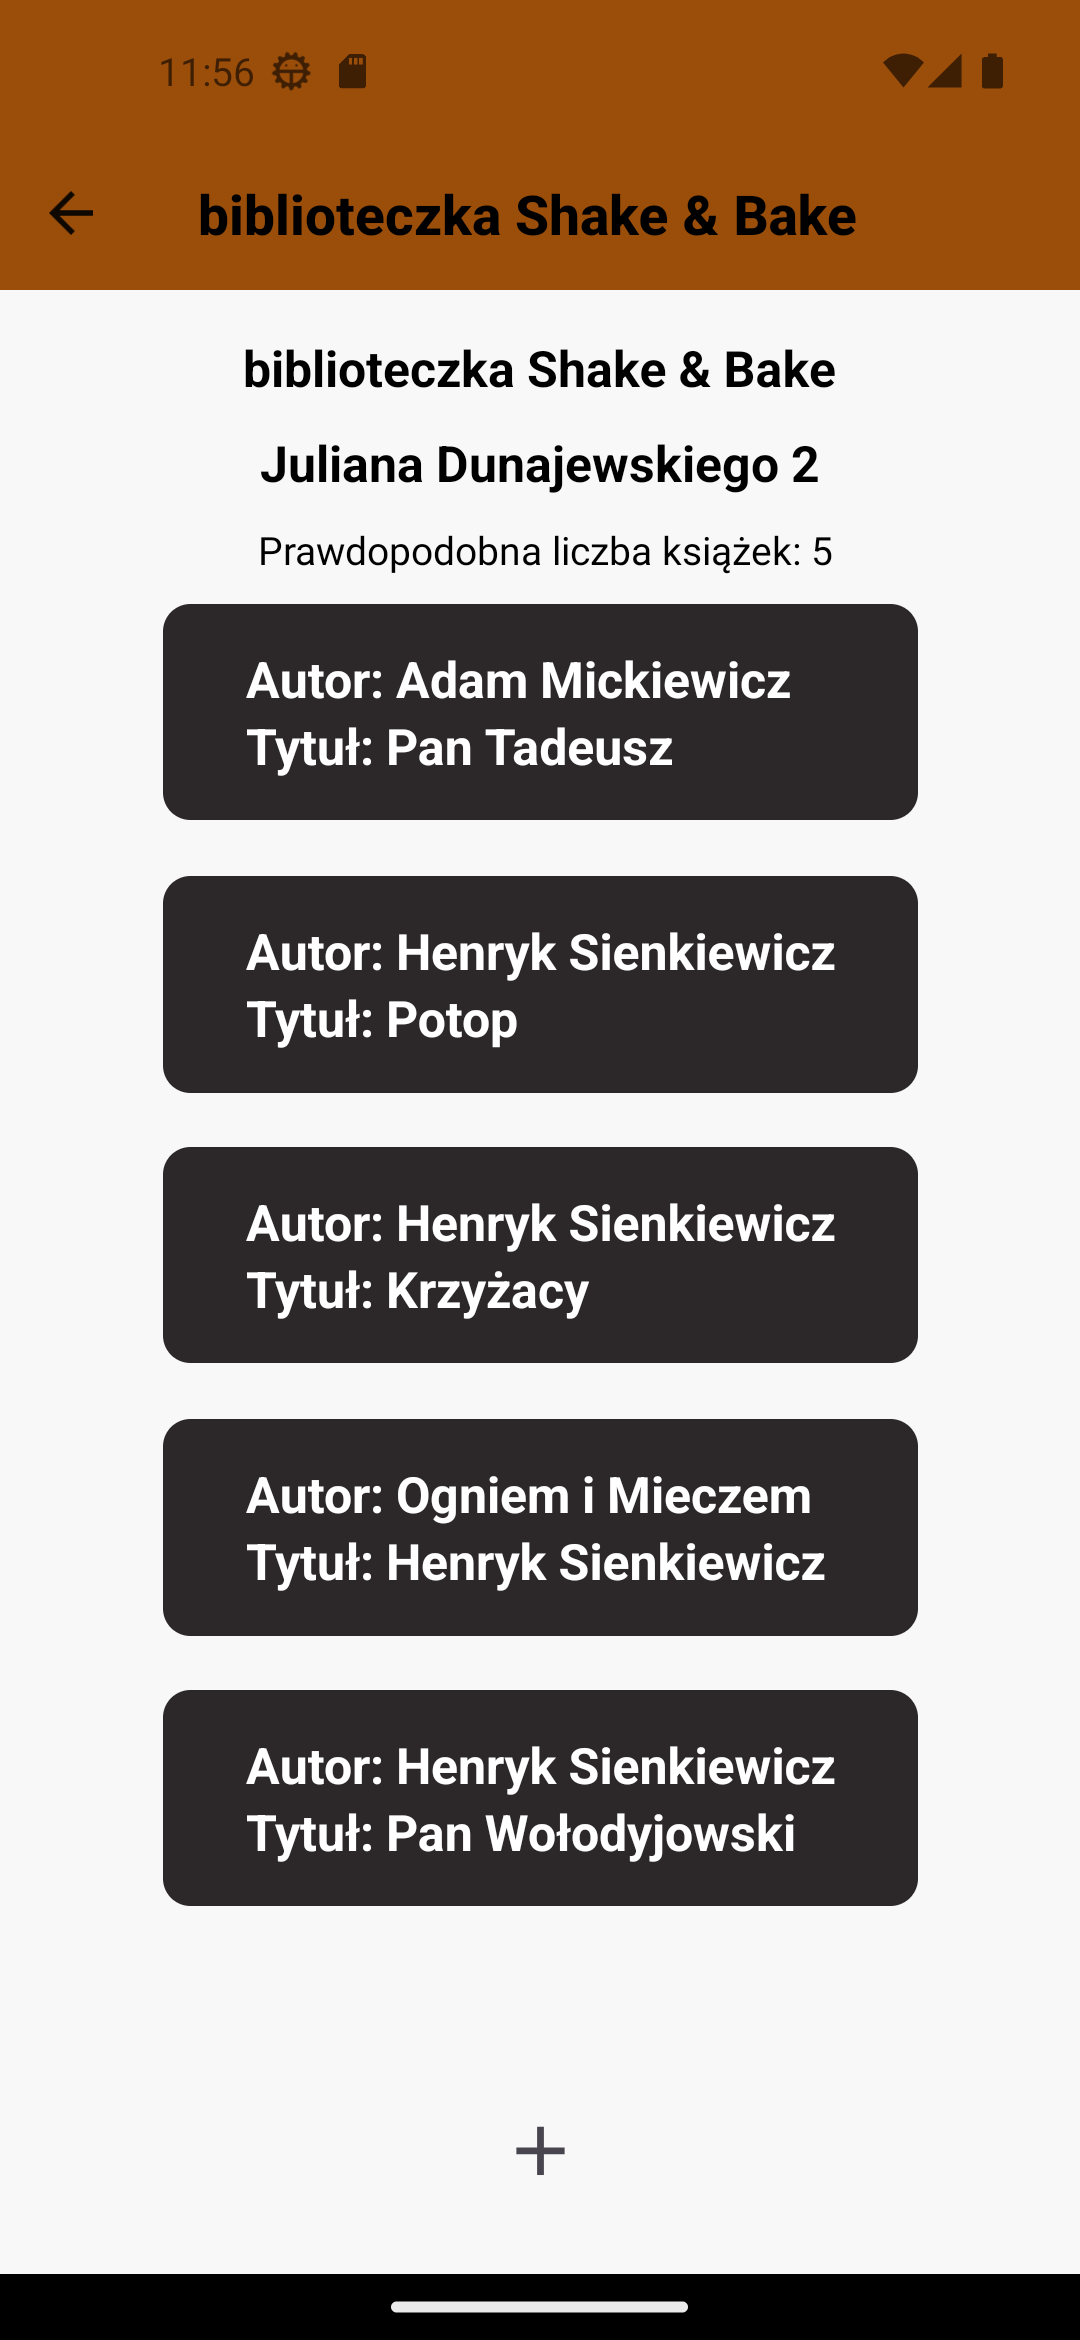 11:56
biblioteczka Shake & Bake
biblioteczka Shake & Bake
Juliana Dunajewskiego 2
Prawdopodobna liczba książek: 5
Autor: Adam Mickiewicz
Tytuł: Pan Tadeusz
Autor: Henryk Sienkiewicz
Tytuł: Potop
Autor: Henryk Sienkiewicz
Tytuł: Krzyżacy
Autor: Ogniem i Mieczem
Tytuł: Henryk Sienkiewicz
Autor: Henryk Sienkiewicz
Tytuł: Pan Wołodyjowski